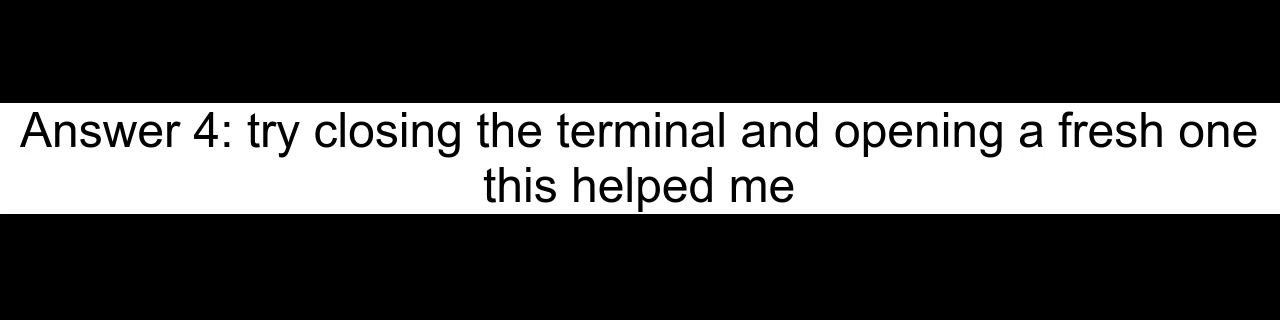 Answer 4: try closing the terminal and opening a fresh one
this helped me